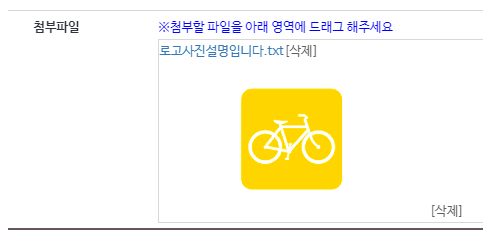 첨부파일
※첨부할 파일을 아래 영역에 드래그 해주세요
로고사진설명입니다.txt [삭제]
[삭제]